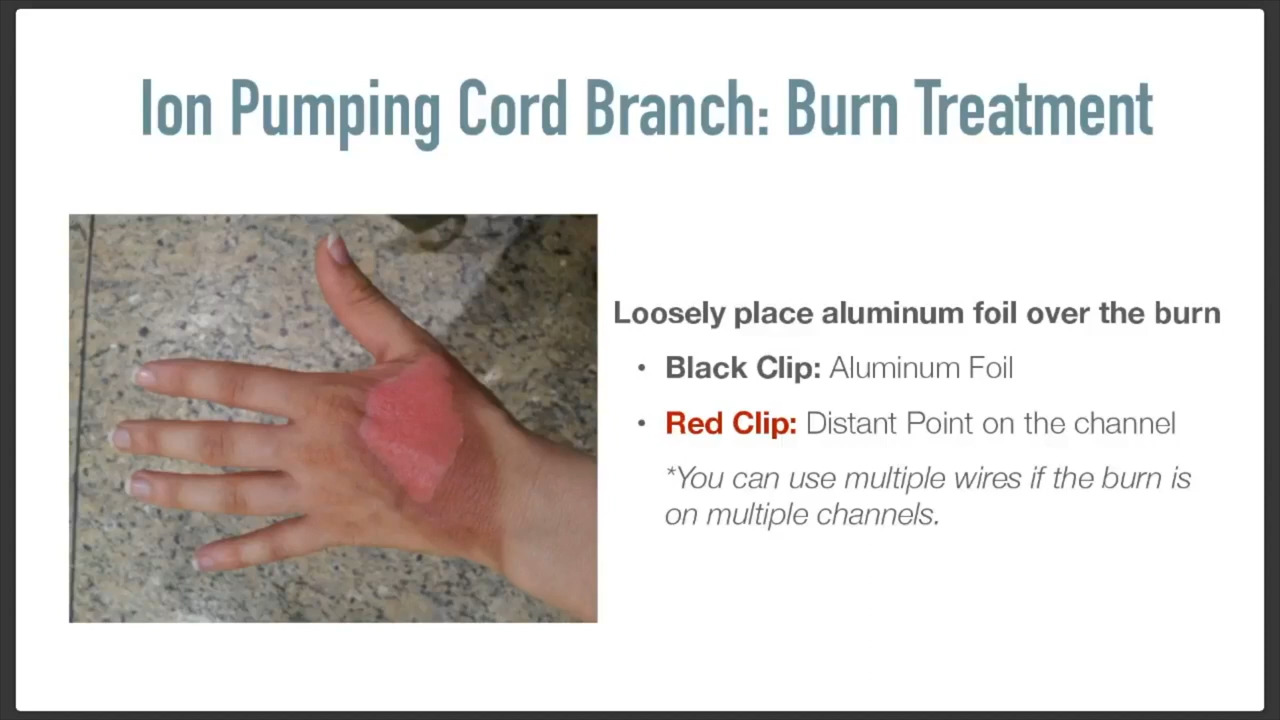 Ion Pumping Cord Branch: Burn Treatment
Loosely place aluminum foil over the burn
• Black Clip: Aluminum Foil
• Red Clip: Distant Point on the channel
*You can use multiple wires if the burn is
on multiple channels.